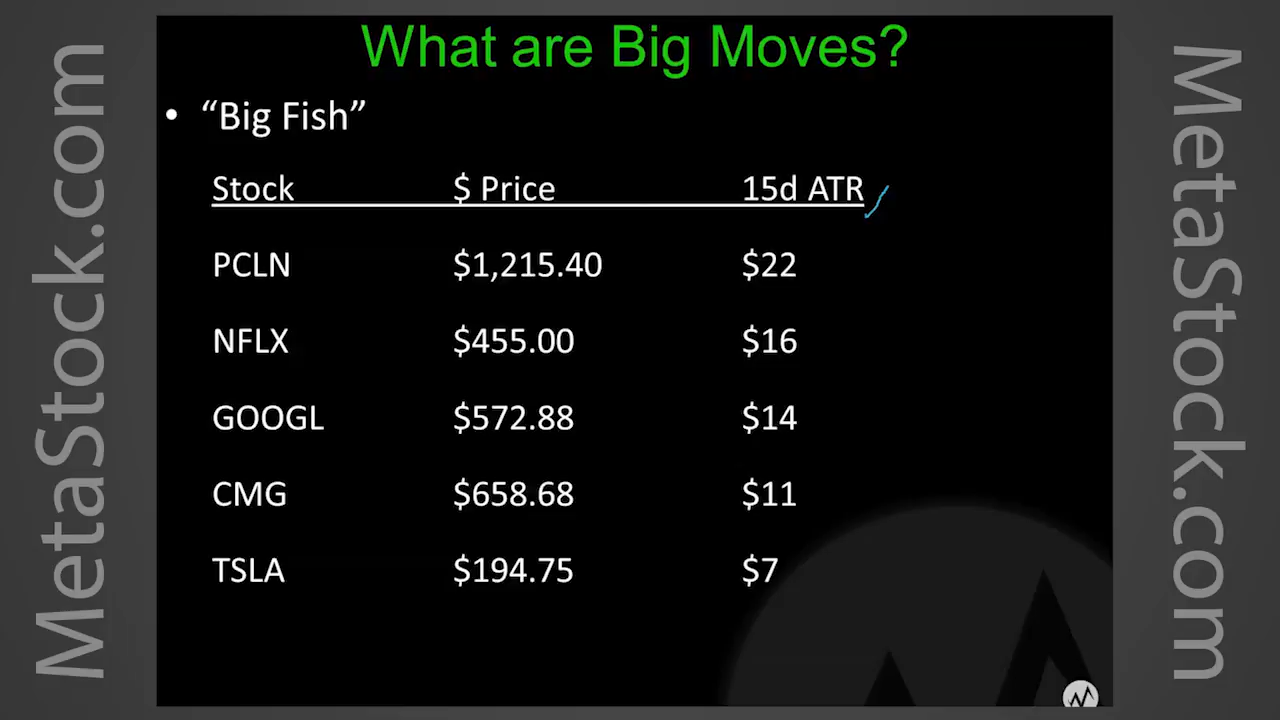 MetaStock.com
What are Big Moves?
• “Big Fish”
Stock $ Price 15d ATR
PCLN $1,215.40 $22
NFLX $455.00 $16
GOOGL $572.88 $14
CMG $658.68 $11
TSLA $194.75 $7
MetaStock.com